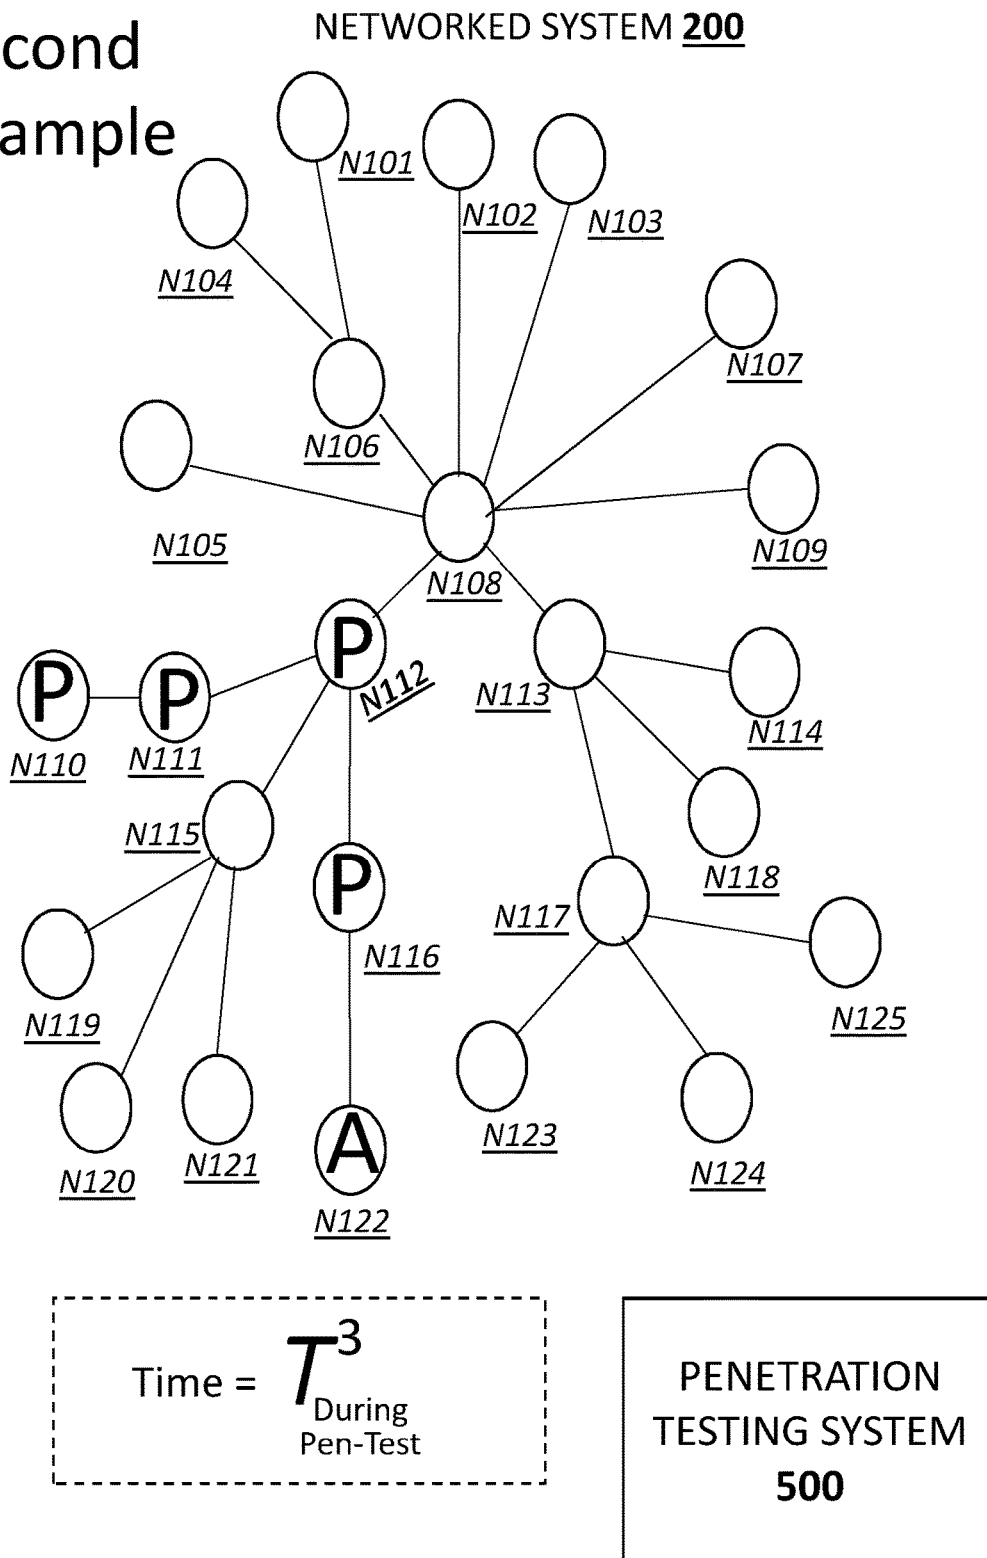 NETWORKED SYSTEM 200
cond
ample
N101
N102
N103
N104
N107
N106
N105
N109
N108
P
N112
P
P
N113
N114
N110
N111
N115
P
N118
N117
N116
N119
N125
N123
A
N121
N120
N124
N122
Time = T3
During
Pen-Test
PENETRATION
TESTING SYSTEM
500